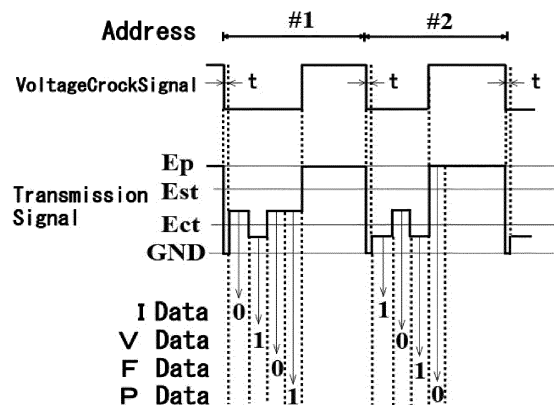 Address #1 #2
VoltageCrockSignal t t
Ep
Est
Transmission
Signal
Ect
GND
I Data 0 1
V Data 1 0
F Data 0 1
P Data 1 0